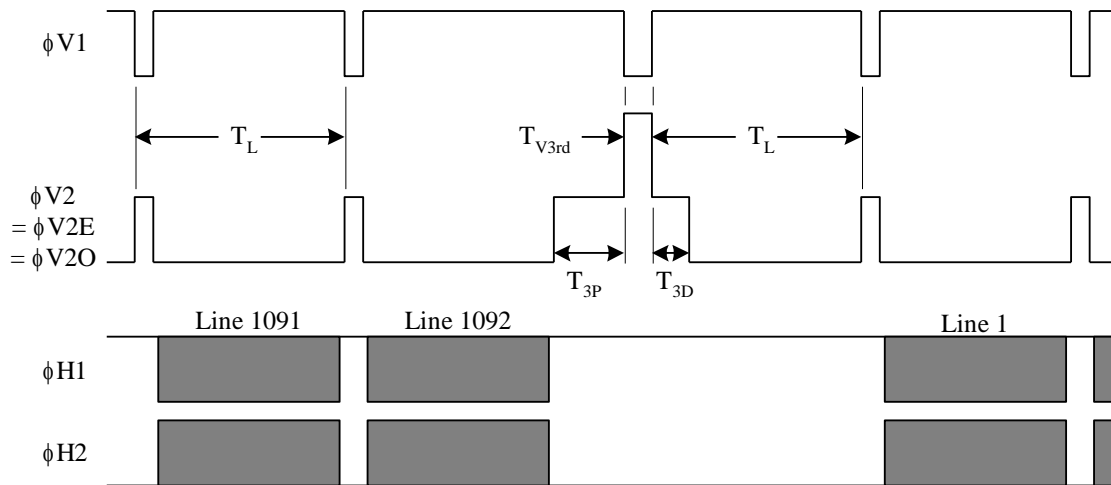 ϕV1
T_L
T_V3rd
T_L
ϕV2
= ϕV2E
= ϕV2O
T_3P
T_3D
Line 1091
Line 1092
Line 1
ϕH1
ϕH2